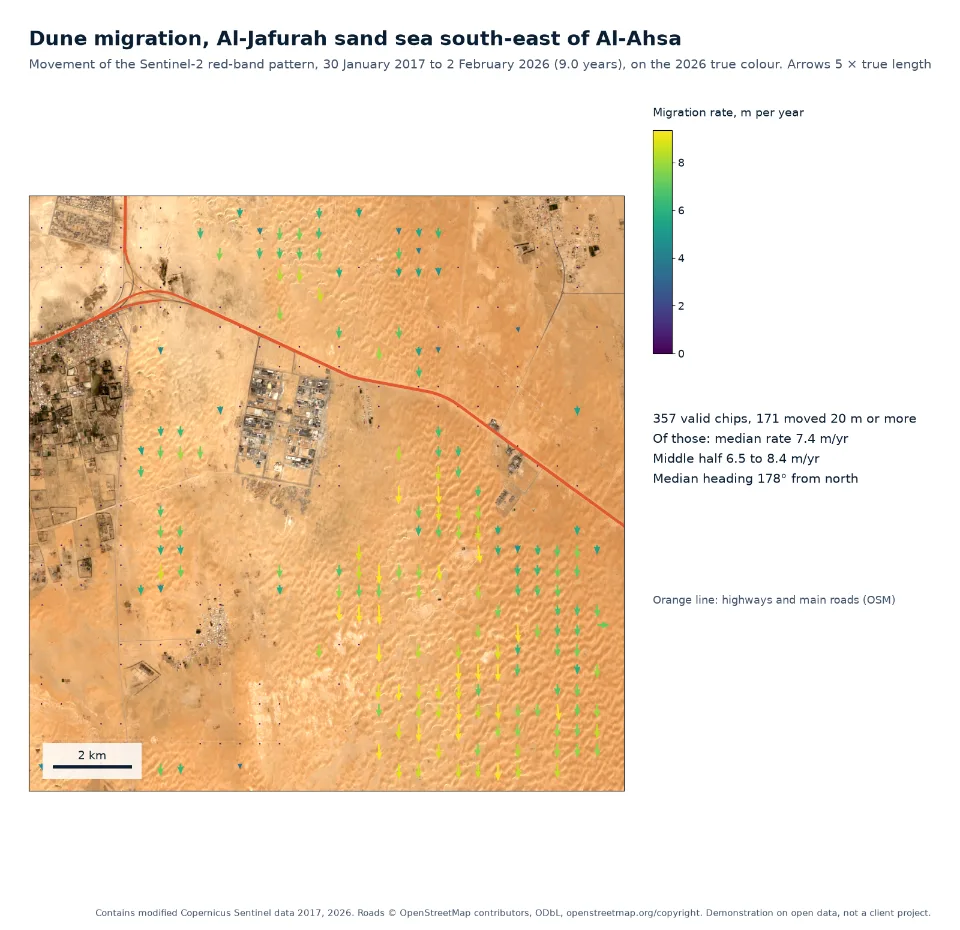 Dune migration, Al-Jafurah sand sea south-east of Al-Ahsa
Movement of the Sentinel-2 red-band pattern, 30 January 2017 to 2 February 2026 (9.0 years), on the 2026 true colour. Arrows 5 × true length
Migration rate, m per year
8
6
4
2
0
357 valid chips, 171 moved 20 m or more
Of those: median rate 7.4 m/yr
Middle half 6.5 to 8.4 m/yr
Median heading 178° from north
Orange line: highways and main roads (OSM)
2 km
Contains modified Copernicus Sentinel data 2017, 2026. Roads © OpenStreetMap contributors, ODbL, openstreetmap.org/copyright. Demonstration on open data, not a client project.